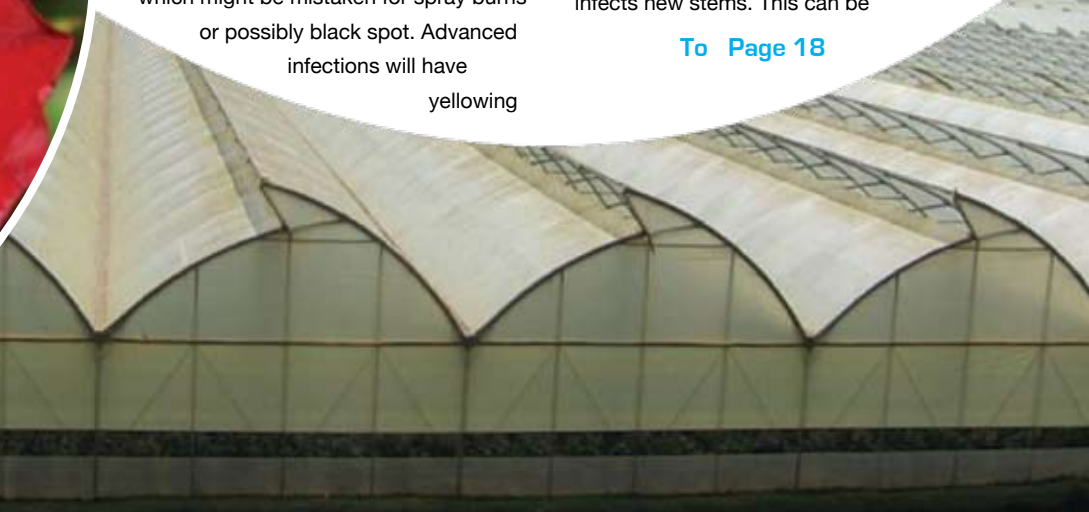 which might be mistaken for spray burns
or possibly black spot. Advanced
infections will have
yellowing
infects new stems. This can be
To Page 18